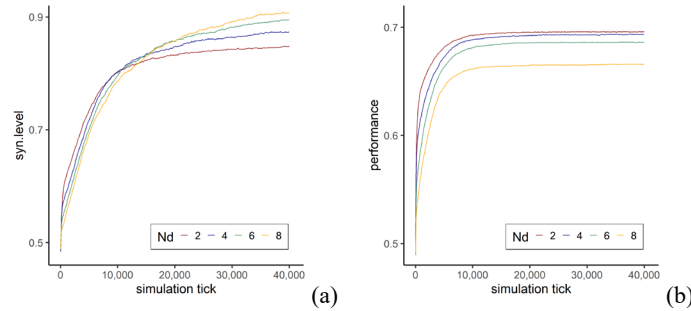 0.9
0.7
0.5
syn.level
Nd 2 4 6 8
0 10,000 20,000 30,000 40,000
simulation tick
(a)
0.7
0.6
0.5
performance
Nd 2 4 6 8
0 10,000 20,000 30,000 40,000
simulation tick
(b)